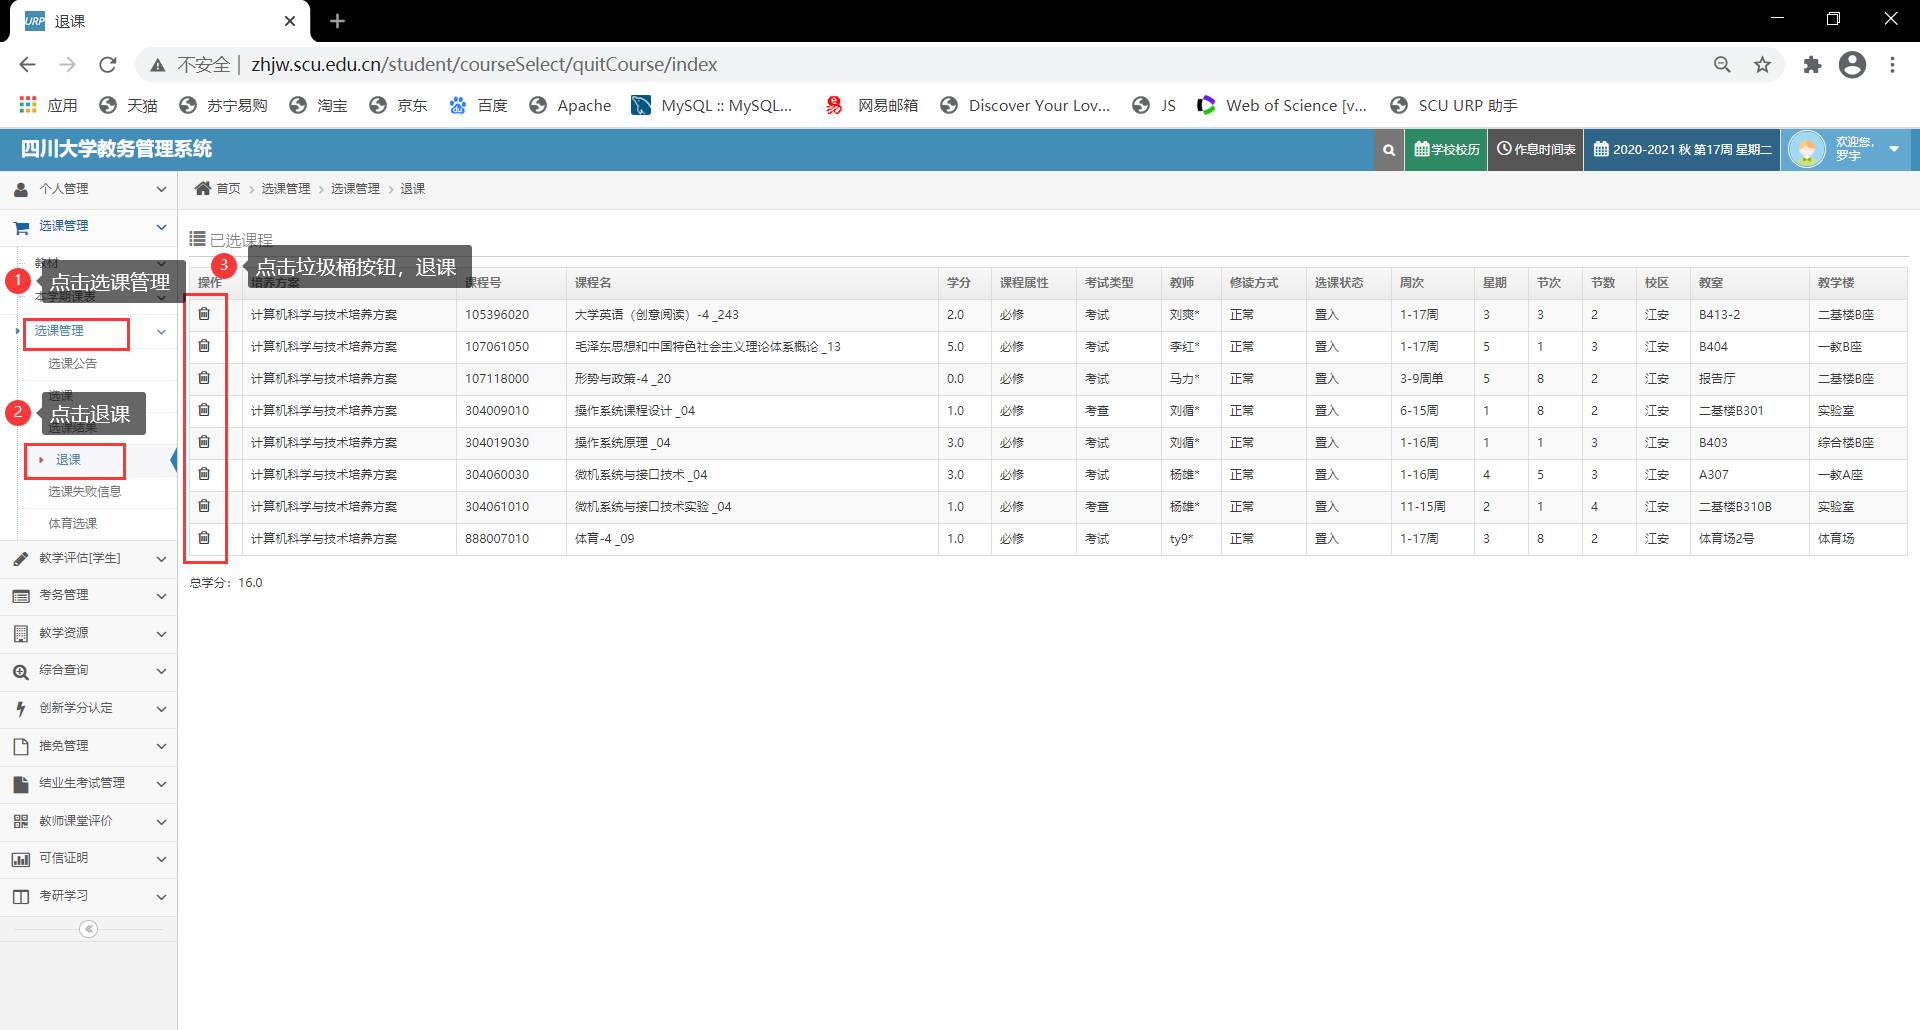 URP 退课
不安全 | zhjw.scu.edu.cn/student/courseSelect/quitCourse/index
应用 天猫 苏宁易购 淘宝 京东 百度 Apache MySQL :: MySQL... 网易邮箱 Discover Your Lov... JS Web of Science [v... SCU URP 助手
四川大学教务管理系统 学校校历 作息时间表 2020-2021 秋 第17周 星期二 欢迎您,
罗宇
个人管理 首页 选课管理 选课管理 退课
选课管理
已选课程
教材
3 点击垃圾桶按钮，退课
1 点击选课管理
操作 培养方案 课程号 课程名 学分 课程属性 考试类型 教师 修读方式 选课状态 周次 星期 节次 节数 校区 教室 教学楼
本学期课表
计算机科学与技术培养方案 105396020 大学英语（创意阅读）-4 _243 2.0 必修 考试 刘爽* 正常 置入 1-17周 3 3 2 江安 B413-2 二基楼B座
选课管理
计算机科学与技术培养方案 107061050 毛泽东思想和中国特色社会主义理论体系概论 _13 5.0 必修 考试 李红* 正常 置入 1-17周 5 1 3 江安 B404 一教B座
选课公告
计算机科学与技术培养方案 107118000 形势与政策-4 _20 0.0 必修 考试 马力* 正常 置入 3-9周单 5 8 2 江安 报告厅 二基楼B座
选课
计算机科学与技术培养方案 304009010 操作系统课程设计 _04 1.0 必修 考查 刘循* 正常 置入 6-15周 1 8 2 江安 二基楼B301 实验室
2 点击退课
选课结果
计算机科学与技术培养方案 304019030 操作系统原理 _04 3.0 必修 考试 刘循* 正常 置入 1-16周 1 1 3 江安 B403 综合楼B座
退课
计算机科学与技术培养方案 304060030 微机系统与接口技术 _04 3.0 必修 考试 杨雄* 正常 置入 1-16周 4 5 3 江安 A307 一教A座
选课失败信息
计算机科学与技术培养方案 304061010 微机系统与接口技术实验 _04 1.0 必修 考查 杨雄* 正常 置入 11-15周 2 1 4 江安 二基楼B310B 实验室
体育选课
计算机科学与技术培养方案 888007010 体育-4 _09 1.0 必修 考试 ty9* 正常 置入 1-17周 3 8 2 江安 体育场2号 体育场
教学评估[学生]
总学分：16.0
考务管理
教学资源
综合查询
创新学分认定
推免管理
结业生考试管理
教师课堂评价
可信证明
考研学习